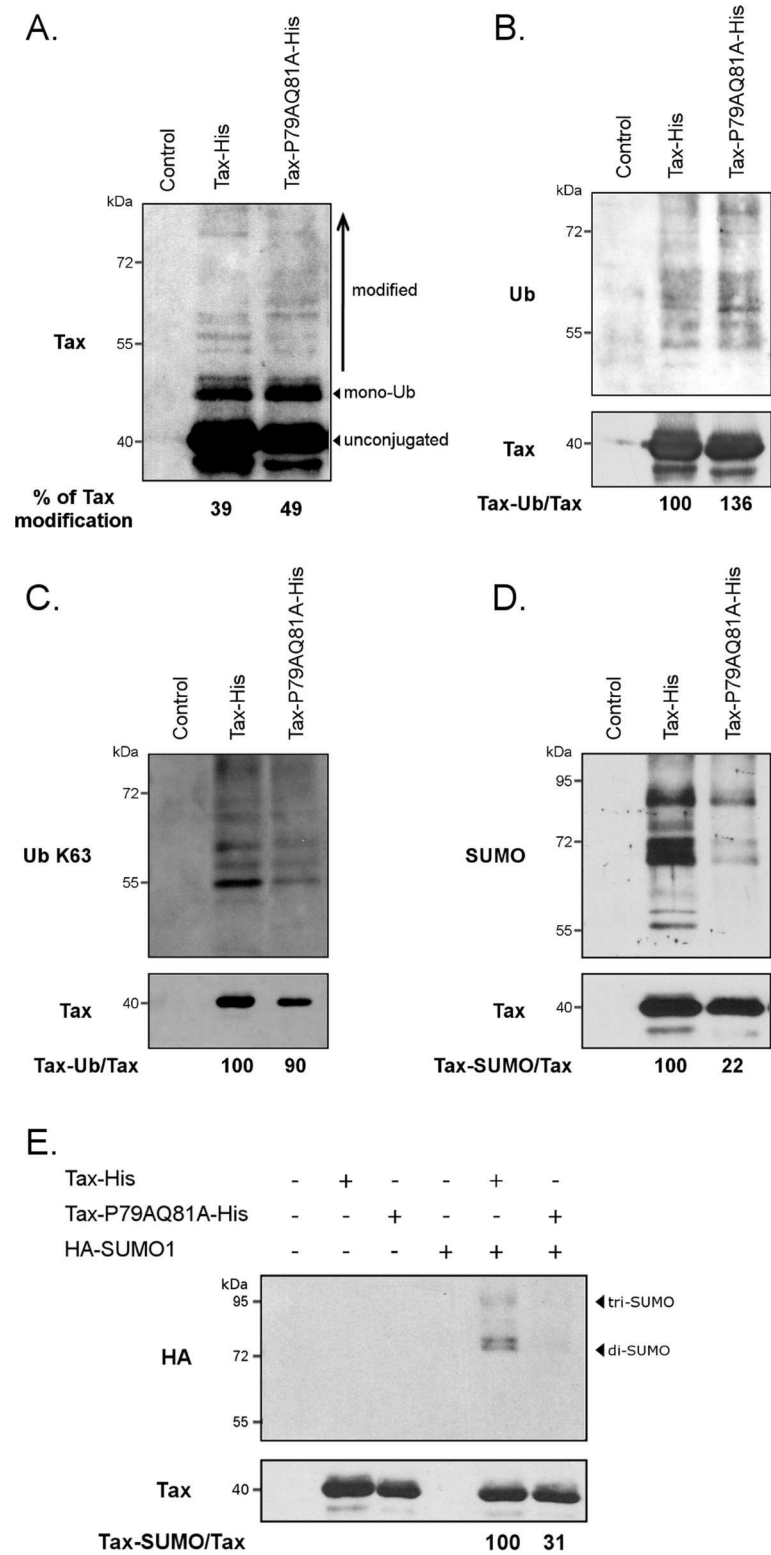 A.
Control
Tax-His
Tax-P79AQ81A-His
kDa
72
55
40
Tax
modified
mono-Ub
unconjugated
% of Tax
modification
39 49
B.
Control
Tax-His
Tax-P79AQ81A-His
kDa
72
55
Ub
Tax
40
Tax-Ub/Tax 100 136
C.
Control
Tax-His
Tax-P79AQ81A-His
kDa
72
55
Ub K63
Tax
40
Tax-Ub/Tax 100 90
D.
Control
Tax-His
Tax-P79AQ81A-His
kDa
95
72
55
SUMO
Tax
40
Tax-SUMO/Tax 100 22
E.
Tax-His - + - - + -
Tax-P79AQ81A-His - - + - - +
HA-SUMO1 - - - + + +
kDa
95
72
55
HA
tri-SUMO
di-SUMO
Tax
40
Tax-SUMO/Tax 100 31